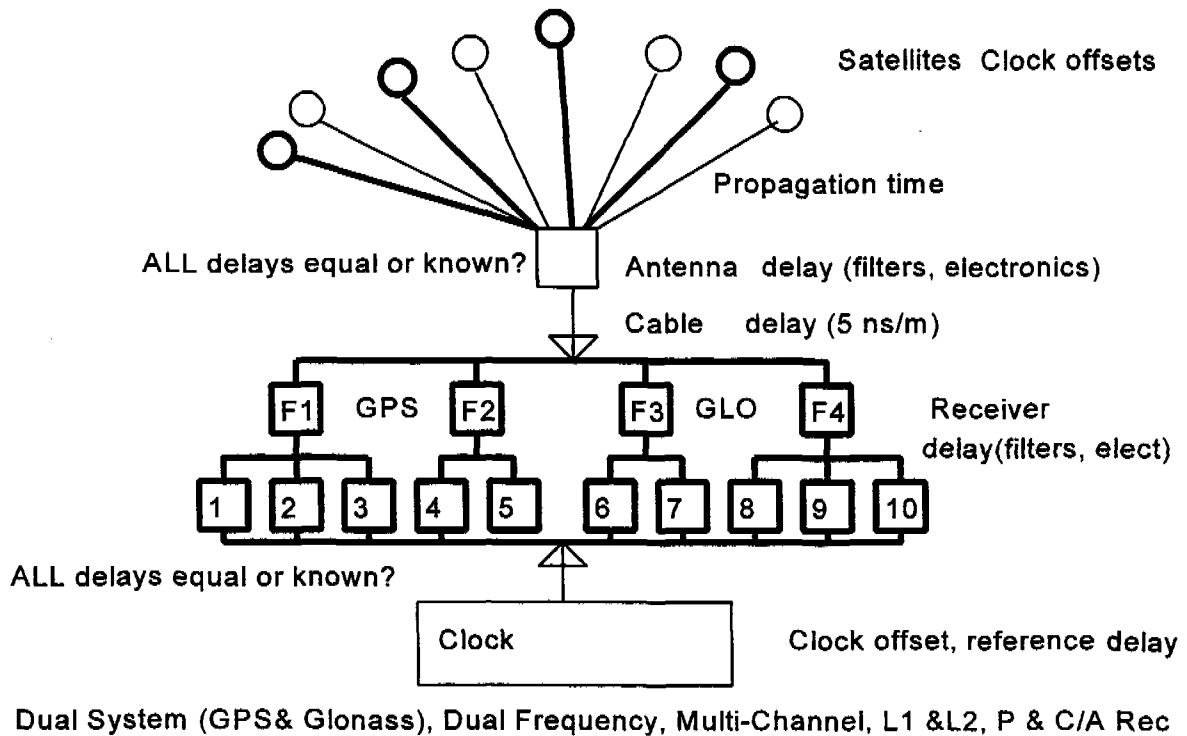 Satellites Clock offsets
Propagation time
ALL delays equal or known?
Antenna delay (filters, electronics)
Cable delay (5 ns/m)
F1 GPS F2 F3 GLO F4
Receiver
delay(filters, elect)
1 2 3 4 5 6 7 8 9 10
ALL delays equal or known?
Clock
Clock offset, reference delay
Dual System (GPS& Glonass), Dual Frequency, Multi-Channel, L1 &L2, P & C/A Rec